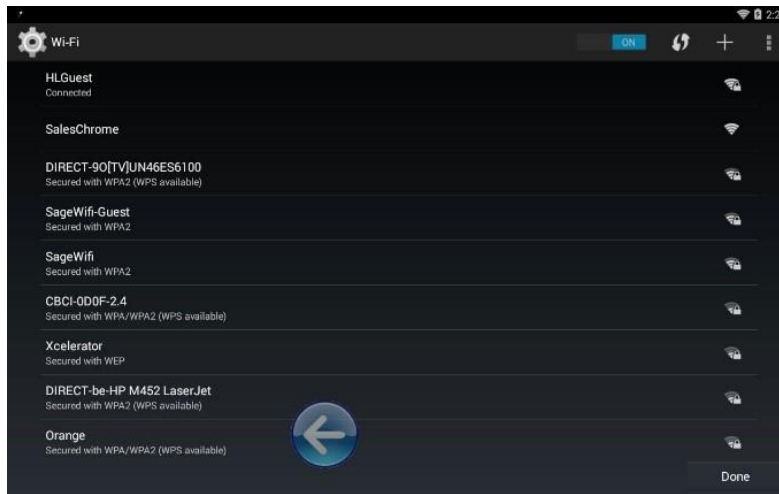 Wi-Fi
ON
HLGuest
Connected
SalesChrome
DIRECT-9O[TV]UN46ES6100
Secured with WPA2 (WPS available)
SageWifi-Guest
Secured with WPA2
SageWifi
Secured with WPA2
CBCI-0D0F-2.4
Secured with WPA/WPA2 (WPS available)
Xcelerator
Secured with WEP
DIRECT-be-HP M452 LaserJet
Secured with WPA2 (WPS available)
Orange
Secured with WPA/WPA2 (WPS available)
Done